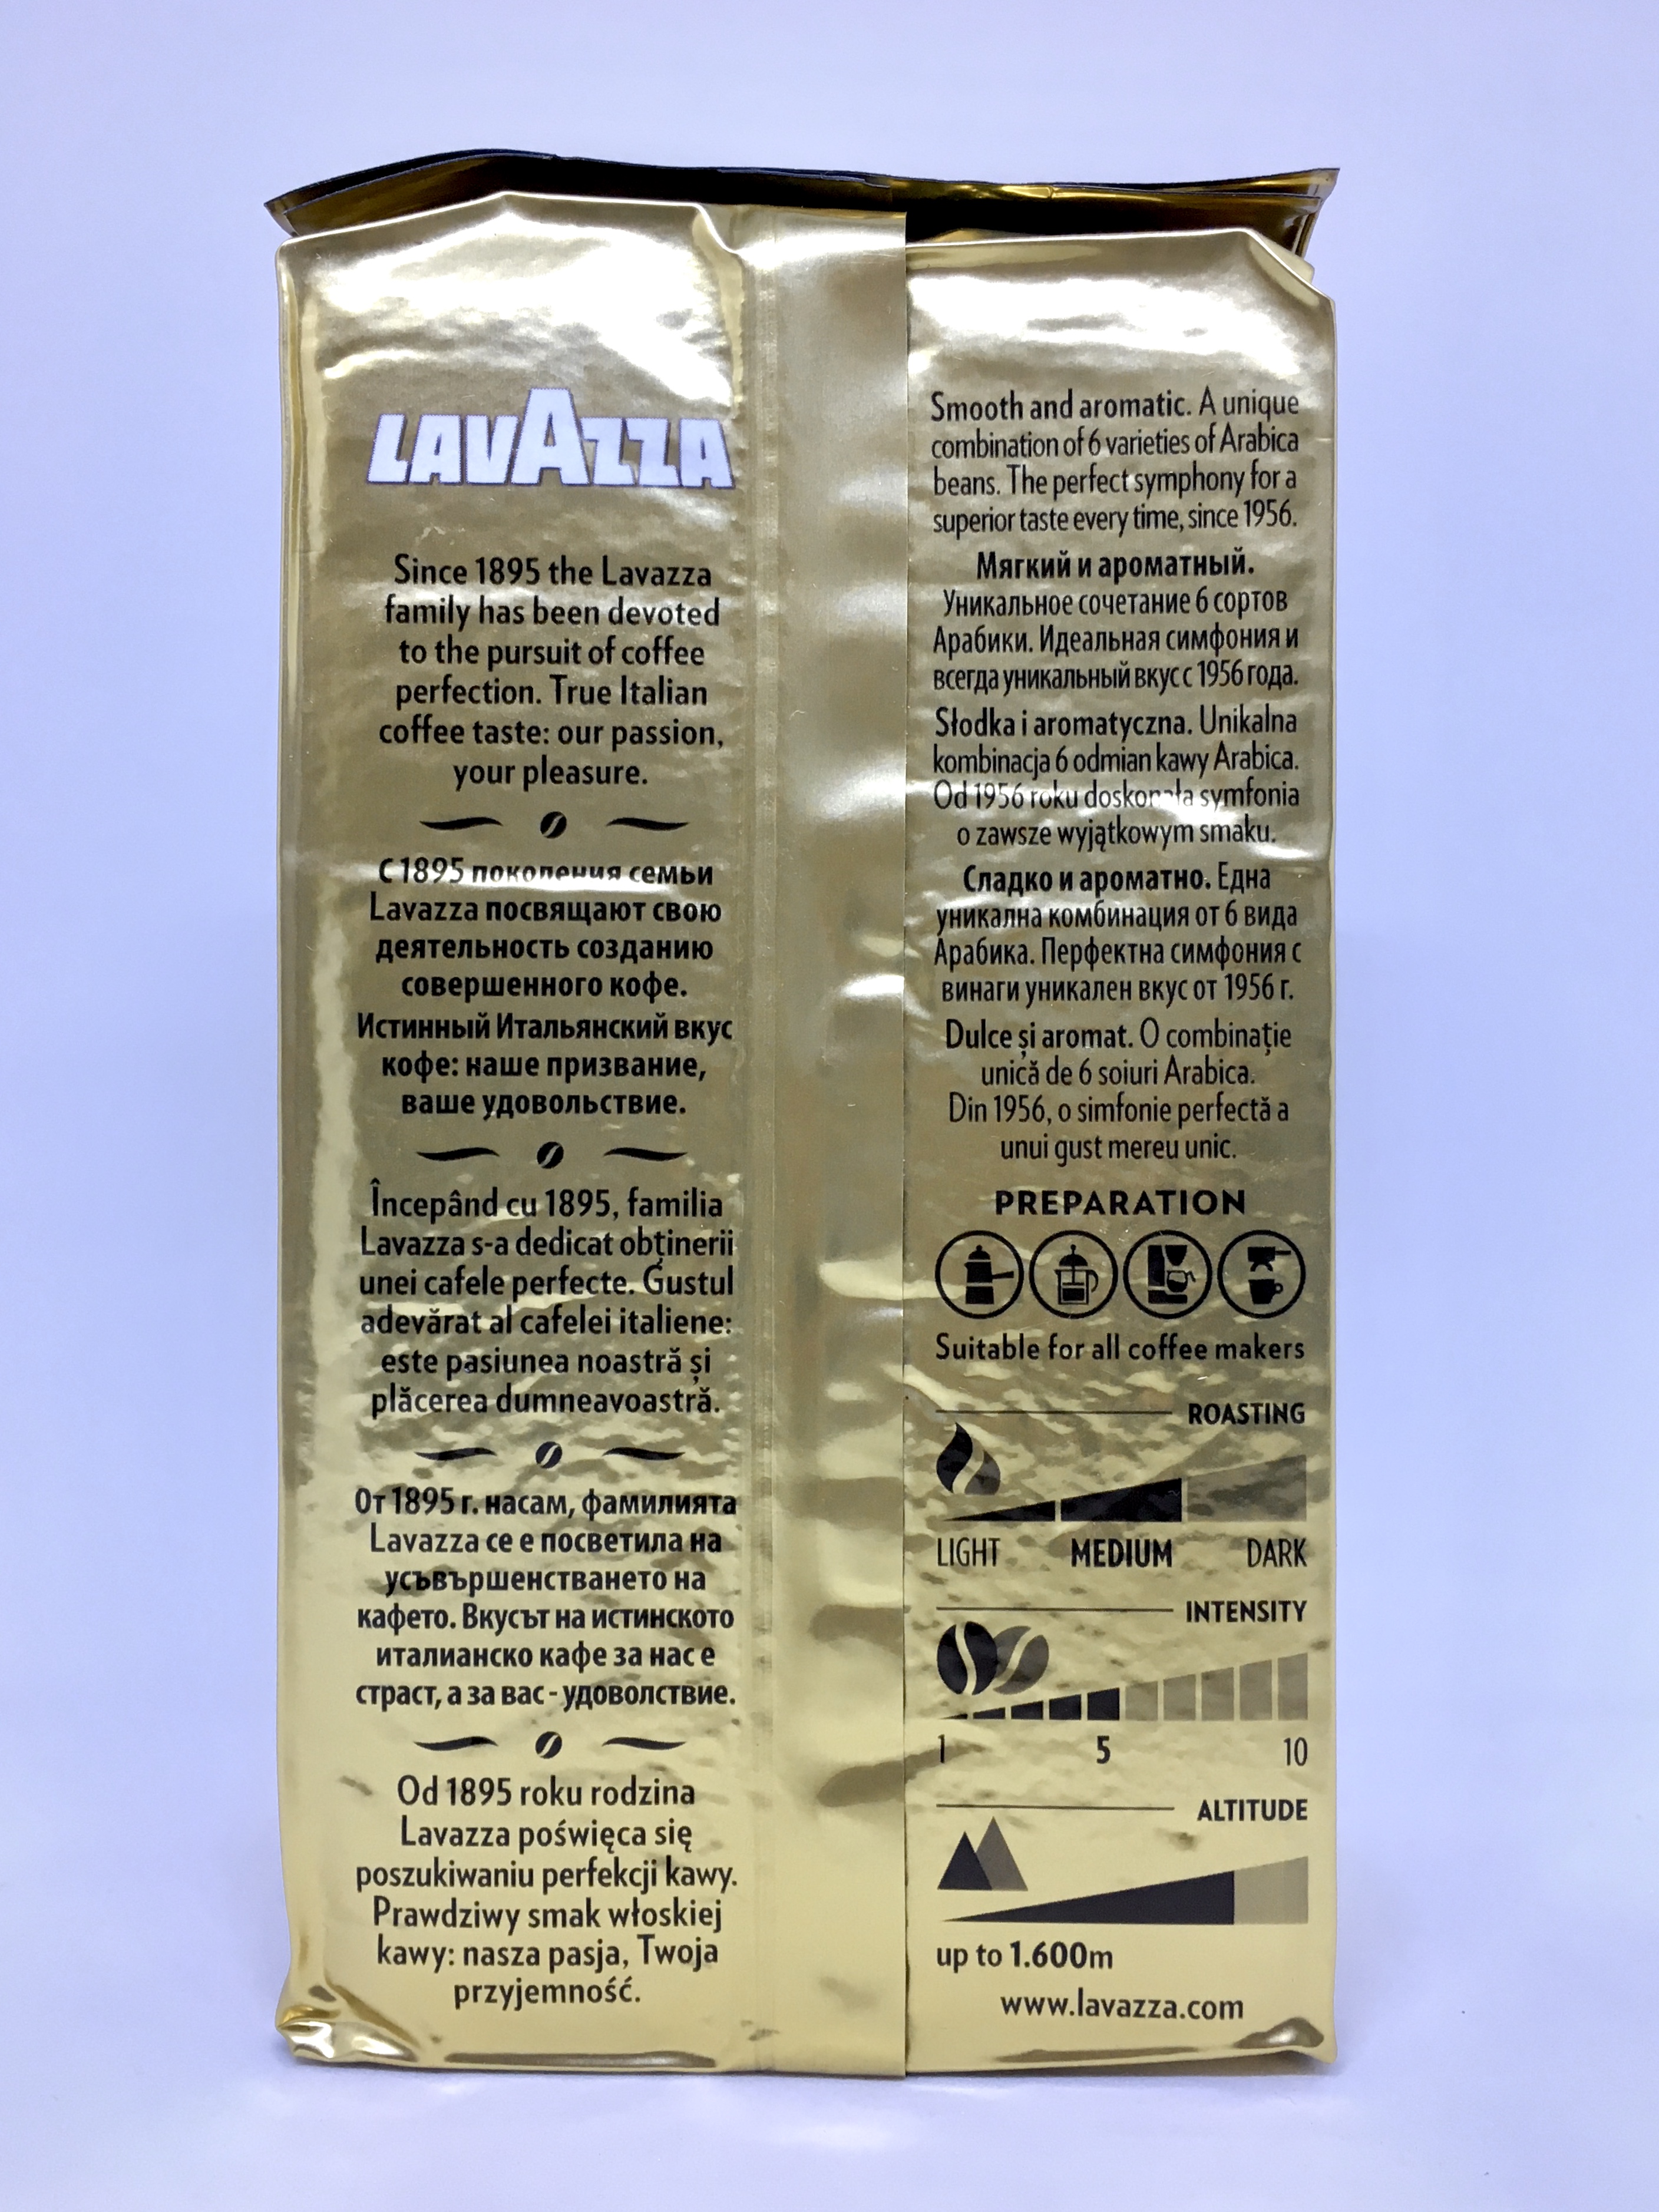 LAVAZZA
Since 1895 the Lavazza
family has been devoted
to the pursuit of coffee
perfection. True Italian
coffee taste: our passion,
your pleasure.
С 1895 поколения семьи
Lavazza посвящают свою
деятельность созданию
совершенного кофе.
Истинный Итальянский вкус
кофе: наше призвание,
ваше удовольствие.
Începând cu 1895, familia
Lavazza s-a dedicat obținerii
unei cafele perfecte. Gustul
adevărat al cafelei italiene:
este pasiunea noastră și
plăcerea dumneavoastră.
От 1895 г. насам, фамилията
Lavazza се е посветила на
усъвършенстването на
кафето. Вкусът на истинското
италианско кафе за нас е
страст, а за вас - удоволствие.
Od 1895 roku rodzina
Lavazza poświęca się
poszukiwaniu perfekcji kawy.
Prawdziwy smak włoskiej
kawy: nasza pasja, Twoja
przyjemność.
Smooth and aromatic. A unique
combination of 6 varieties of Arabica
beans. The perfect symphony for a
superior taste every time, since 1956.
Мягкий и ароматный.
Уникальное сочетание 6 сортов
Арабики. Идеальная симфония и
всегда уникальный вкус с 1956 года.
Słodka i aromatyczna. Unikalna
kombinacja 6 odmian kawy Arabica.
Od 1956 roku doskonała symfonia
o zawsze wyjątkowym smaku.
Сладко и ароматно. Една
уникална комбинация от 6 вида
Арабика. Перфектна симфония с
винаги уникален вкус от 1956 г.
Dulce și aromat. O combinație
unică de 6 soiuri Arabica.
Din 1956, o simfonie perfectă a
unui gust mereu unic.
PREPARATION
Suitable for all coffee makers
ROASTING
LIGHT MEDIUM DARK
INTENSITY
1 5 10
ALTITUDE
up to 1.600m
www.lavazza.com